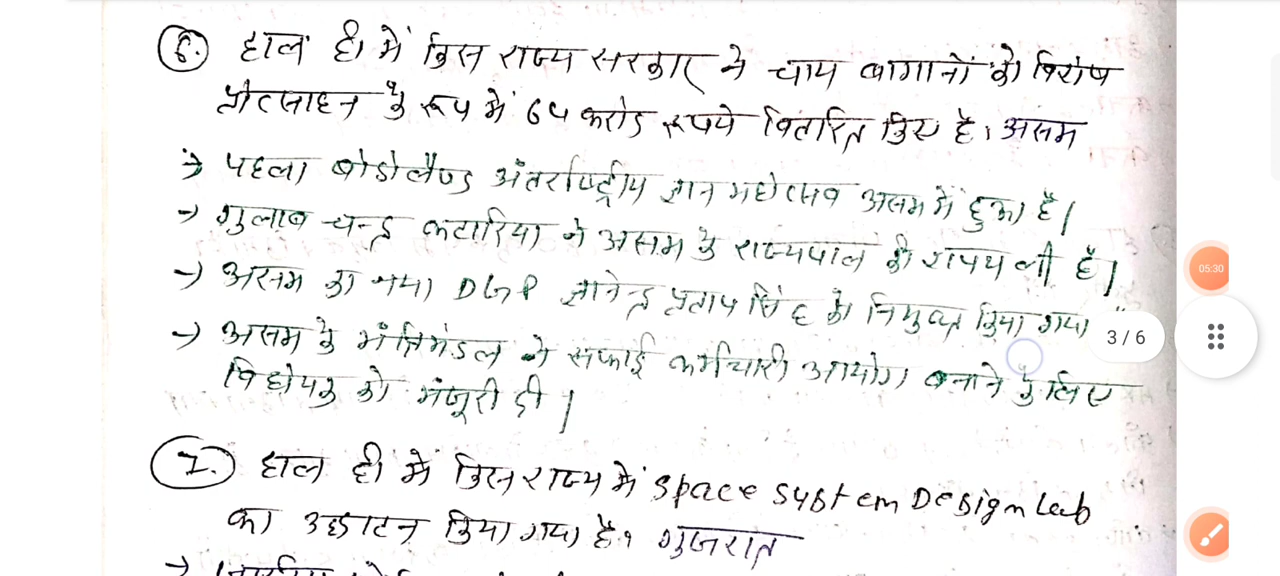 6. हाल ही में किस राज्य सरकार ने चाय बागानों को विशेष
प्रोत्साहन के रूप में 64 करोड़ रूपये वितरित किए है। असम
→ पहला बोडोलैण्ड अंतर्राष्ट्रीय ज्ञान महोत्सव असम में हुआ है।
→ गुलाब चन्द्र कटारिया ने असम के राज्यपाल की शपथ ली है।
→ असम का नया DGP ज्ञानेन्द्र प्रताप सिंह को नियुक्त किया गया
→ असम के मंत्रिमंडल ने सफाई कर्मचारी आयोग बनाने के लिए
विधेयक को मंजूरी दी।
7. हाल ही में किस राज्य में Space System Design Lab
का उद्घाटन किया गया है? गुजरात
05:30
3/6